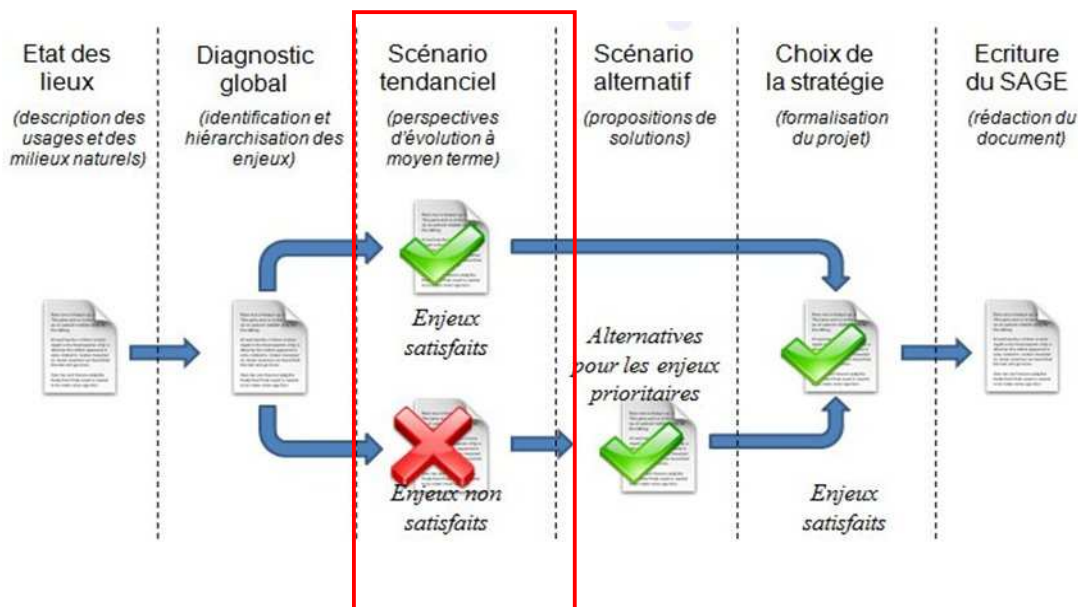 Etat des
lieux
(description des
usages et des
milieux naturels)
Diagnostic
global
(identification et
hiérarchisation des
enjeux)
Scénario
tendanciel
(perspectives
d'évolution à
moyen terme)
Scénario
alternatif
(propositions de
solutions)
Choix de
la stratégie
(formalisation
du projet)
Ecriture
du SAGE
(rédaction du
document)
Enjeux
satisfaits
Alternatives
pour les enjeux
prioritaires
Enjeux non
satisfaits
Enjeux
satisfaits